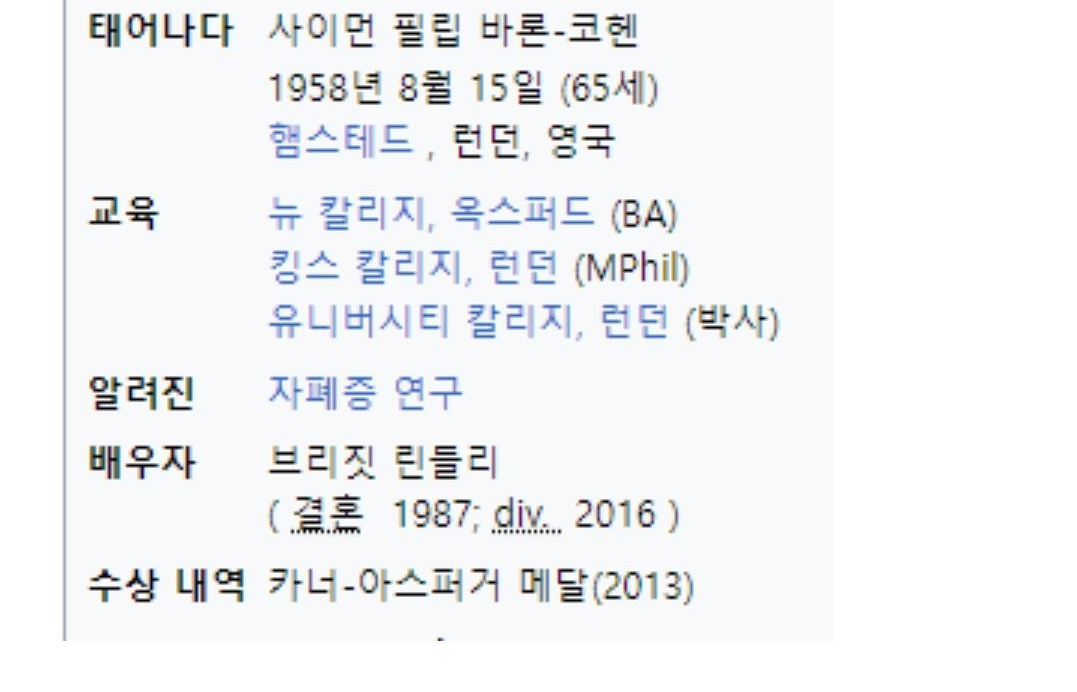 태어나다 사이먼 필립 바론-코헨
1958년 8월 15일 (65세)
햄스테드 , 런던, 영국
교육 뉴 칼리지, 옥스퍼드 (BA)
킹스 칼리지, 런던 (MPhil)
유니버시티 칼리지, 런던 (박사)
알려진 자폐증 연구
배우자 브리짓 린들리
( 결혼 1987; div. 2016 )
수상 내역 카너-아스퍼거 메달(2013)